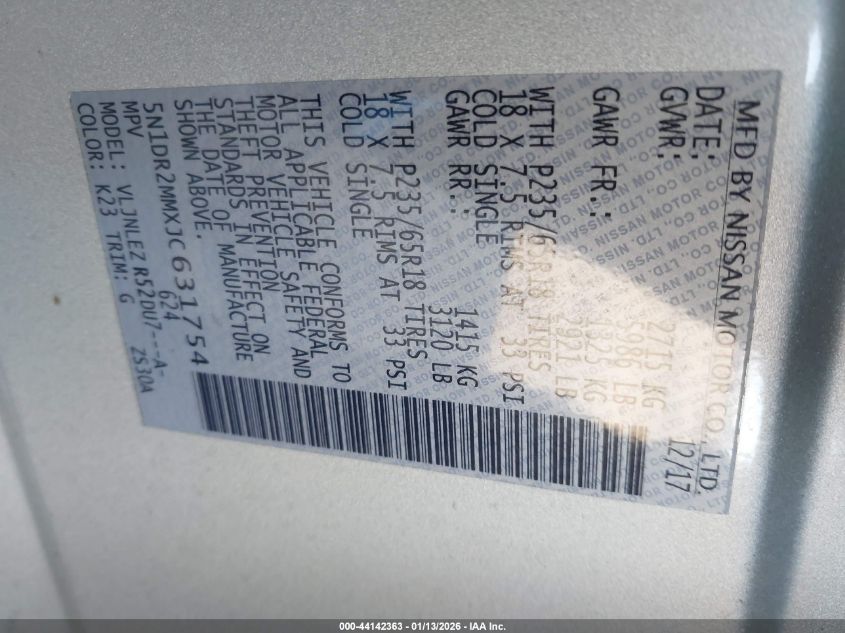 MFD BY NISSAN MOTOR CO., LTD.
DATE: 12/17
GVWR: 2715 KG
5986 LB
GAWR FR.: 1325 KG
2921 LB
WITH P235/65R18 TIRES
18 X 7.5 RIMS AT 33 PSI
COLD SINGLE
GAWR RR.: 1415 KG
3120 LB
WITH P235/65R18 TIRES
18 X 7.5 RIMS AT 33 PSI
COLD SINGLE
THIS VEHICLE CONFORMS TO
ALL APPLICABLE FEDERAL
MOTOR VEHICLE SAFETY AND
THEFT PREVENTION
STANDARDS IN EFFECT ON
THE DATE OF MANUFACTURE
SHOWN ABOVE.
5N1DR2MMXJC631754
MPV 624
MODEL: VLJNLEZ R52DU7---A-
COLOR: K23 TRIM: G ZS30A
000-44142363 - 01/13/2026 - IAA Inc.